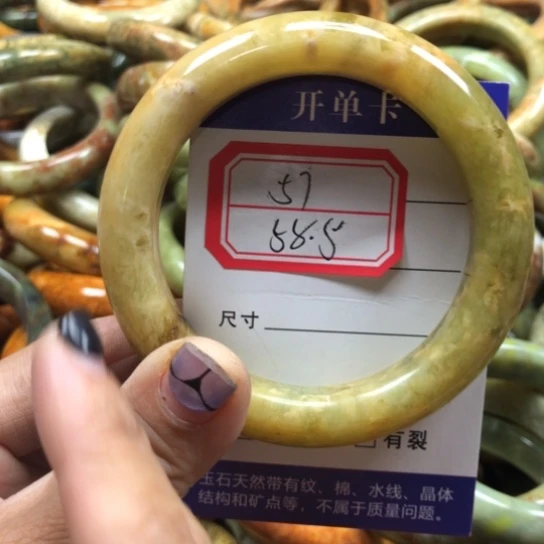 开单卡
57
58.5
尺寸
有裂
玉石天然带有纹、棉、水线、晶体
结构和矿点等，不属于质量问题。